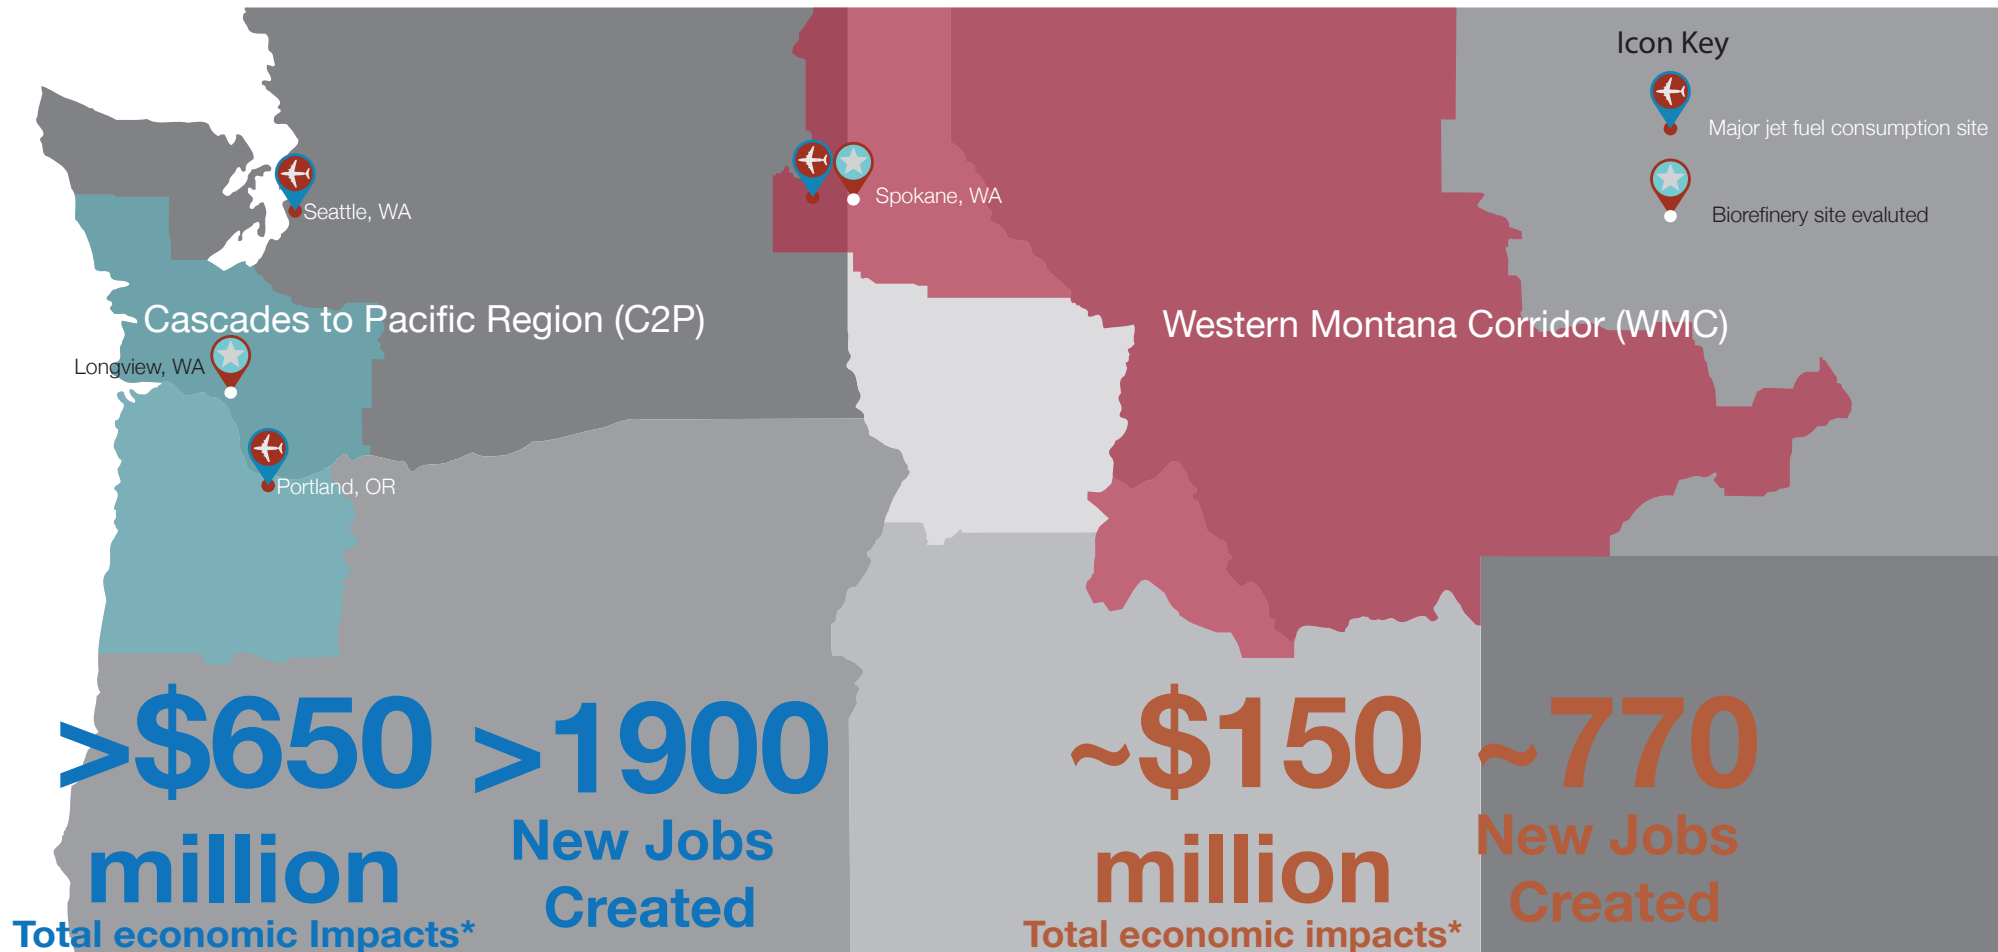 Icon Key
Major jet fuel consumption site
Biorefinery site evaluted
Seattle, WA
Spokane, WA
Cascades to Pacific Region (C2P)
Western Montana Corridor (WMC)
Longview, WA
Portland, OR
>$650
million
Total economic Impacts*
>1900
New Jobs
Created
~$150
million
Total economic impacts*
~770
New Jobs
Created